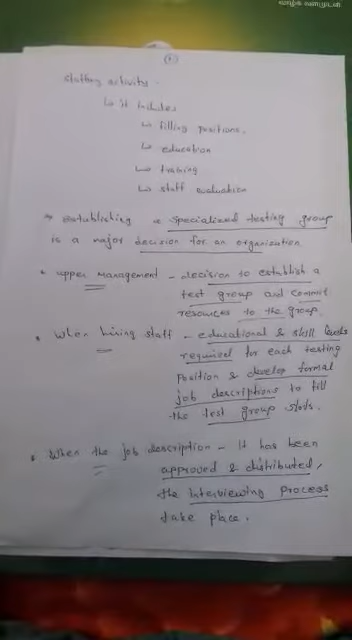 வாழ்க வளமுடன்
①
Staffing activity.
↳ it includes
↳ filling positions.
↳ education
↳ training
↳ staff evaluation
→ establishing a specialized testing group
is a major decision for an organization
* upper management - decision to establish a
test group and commit
resources to the group.
* When hiring staff - educational & skill levels
required for each testing
position & develop formal
job descriptions to fill
the test group slots.
* When the job description - it has been
approved & distributed,
the interviewing process
take place.